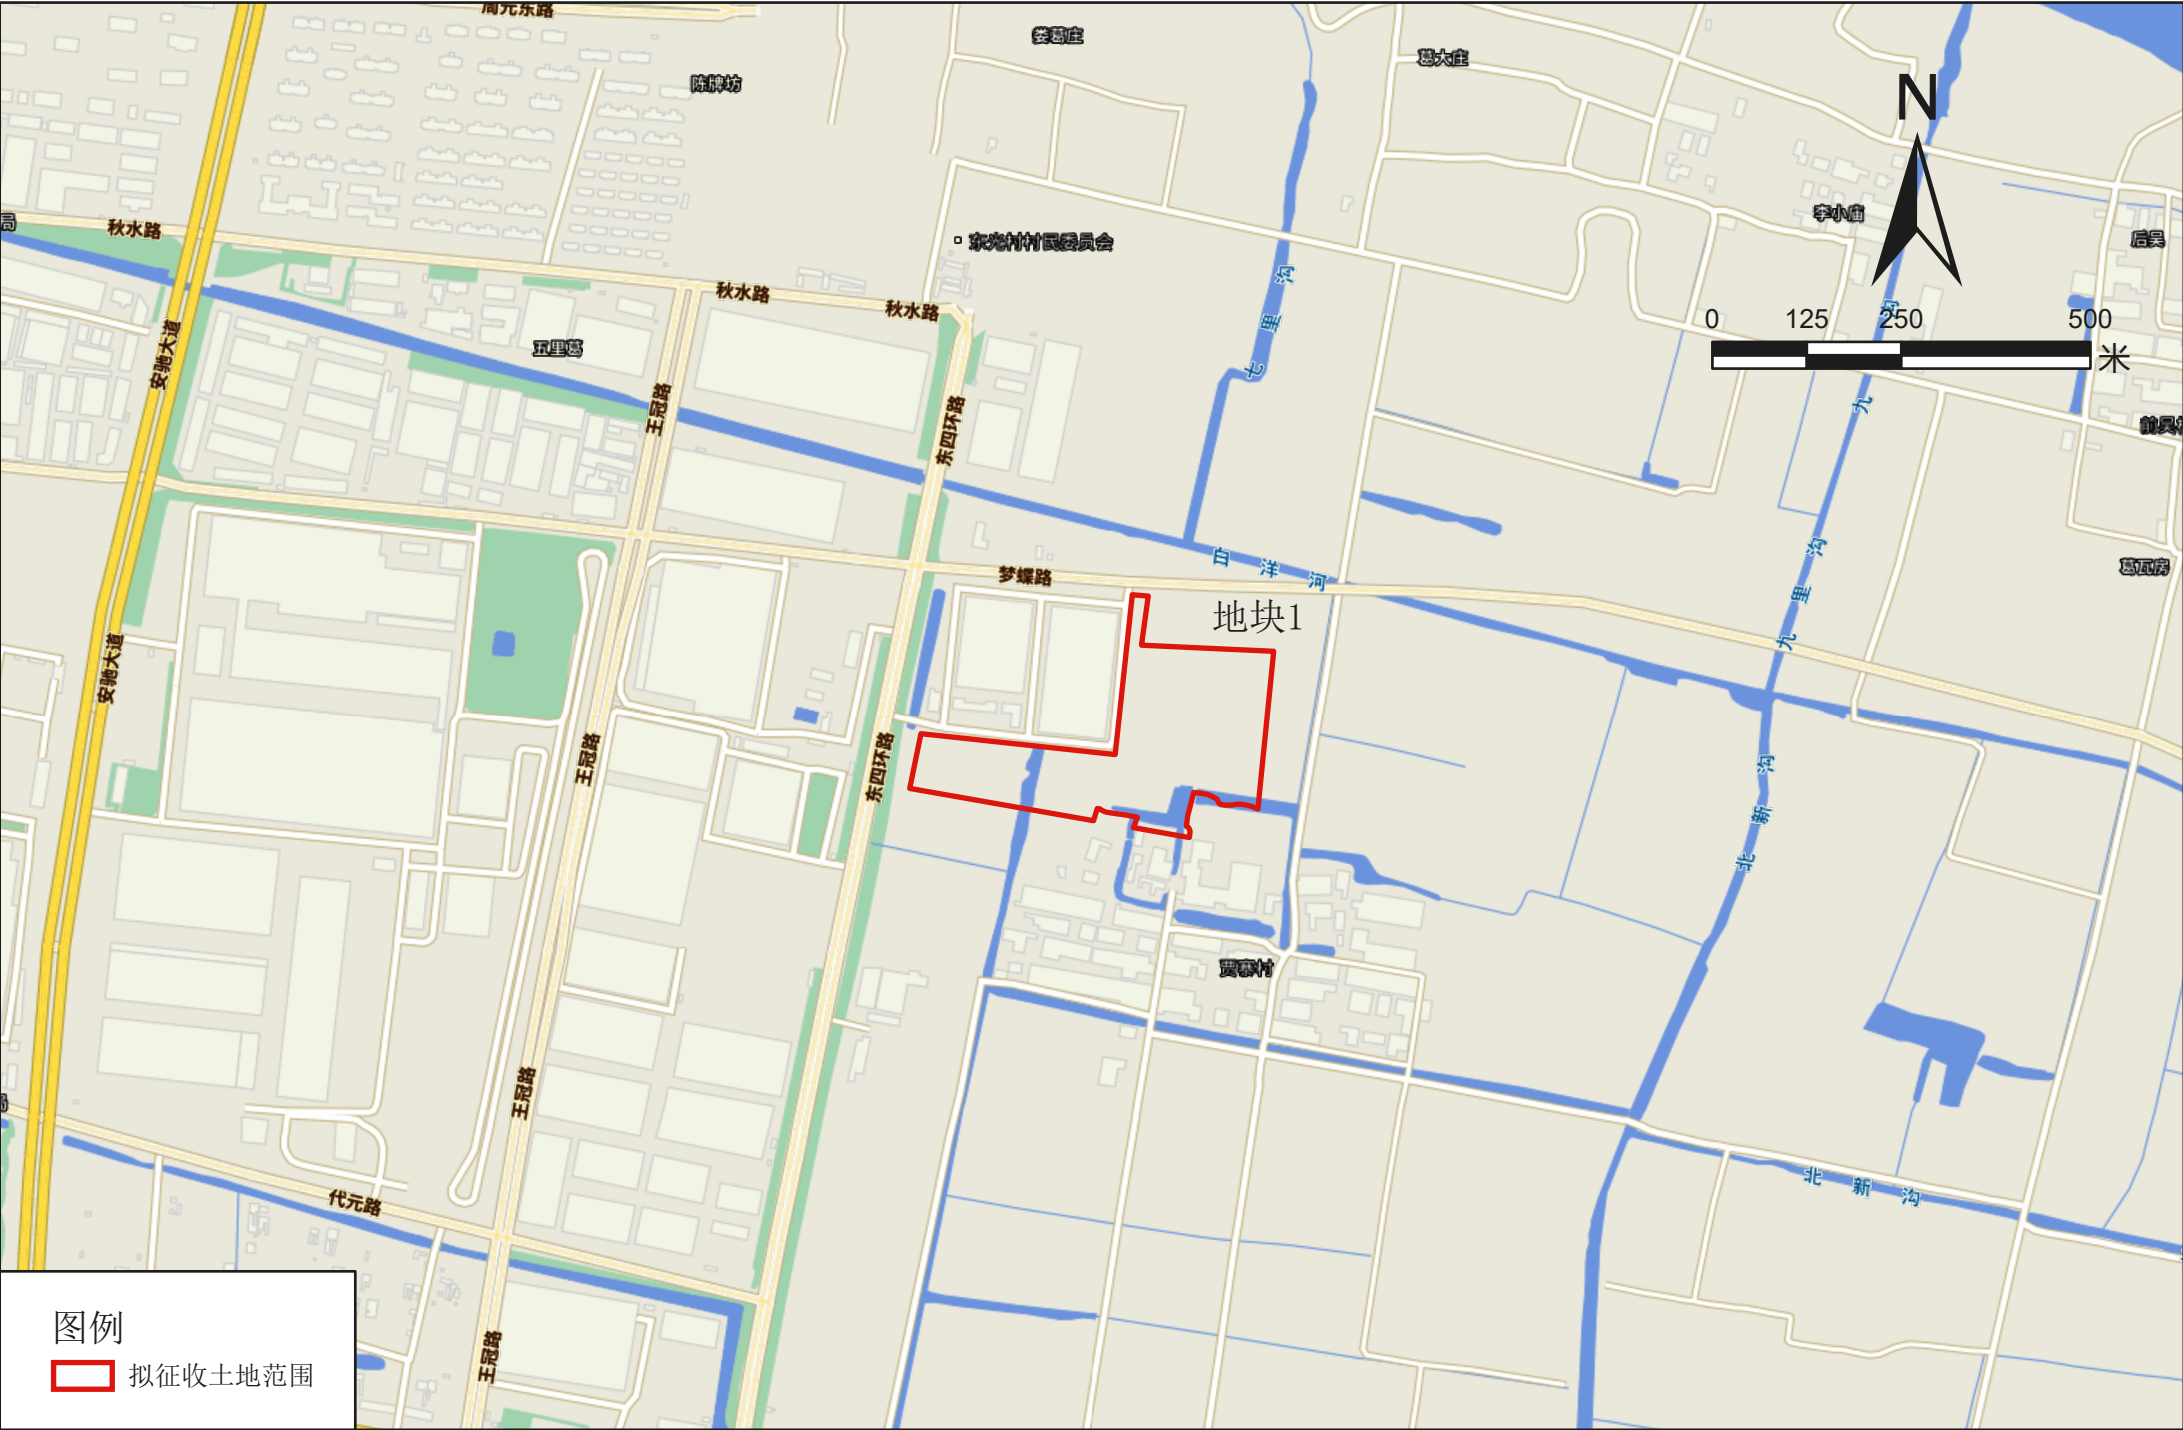 周元东路
娄葛庄
葛大庄
陈牌坊
N
局
秋水路
东光村村民委员会
李小庙
后吴
秋水路
秋水路
七里沟
0 125 250 500
米
安驰大道
五里葛
王冠路
东四环路
九里沟
前吴
梦蝶路
白洋河
葛瓦房
地块1
九里沟
安驰大道
王冠路
东四环路
北新沟
贾寨村
王冠路
代元路
北新沟
图例
拟征收土地范围
王冠路